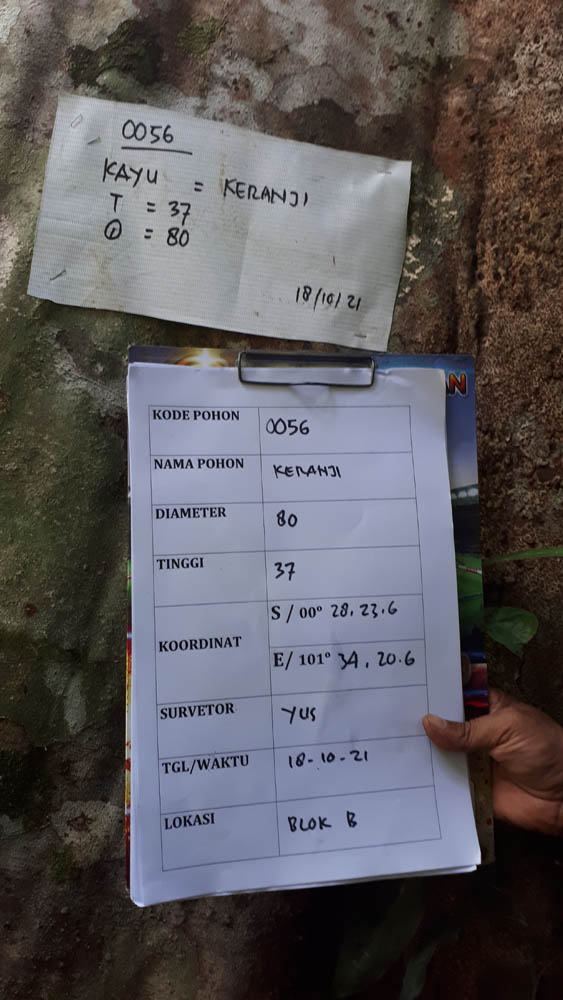 0056
KAYU = KERANJI
T = 37
Ⓘ = 80
18/10/21
AN
KODE POHON 0056
NAMA POHON KERANJI
DIAMETER 80
TINGGI 37
KOORDINAT S / 00° 28. 23.6
E/ 101° 34. 20.6
SURVETOR YUS
TGL/WAKTU 18-10-21
LOKASI BLOK B